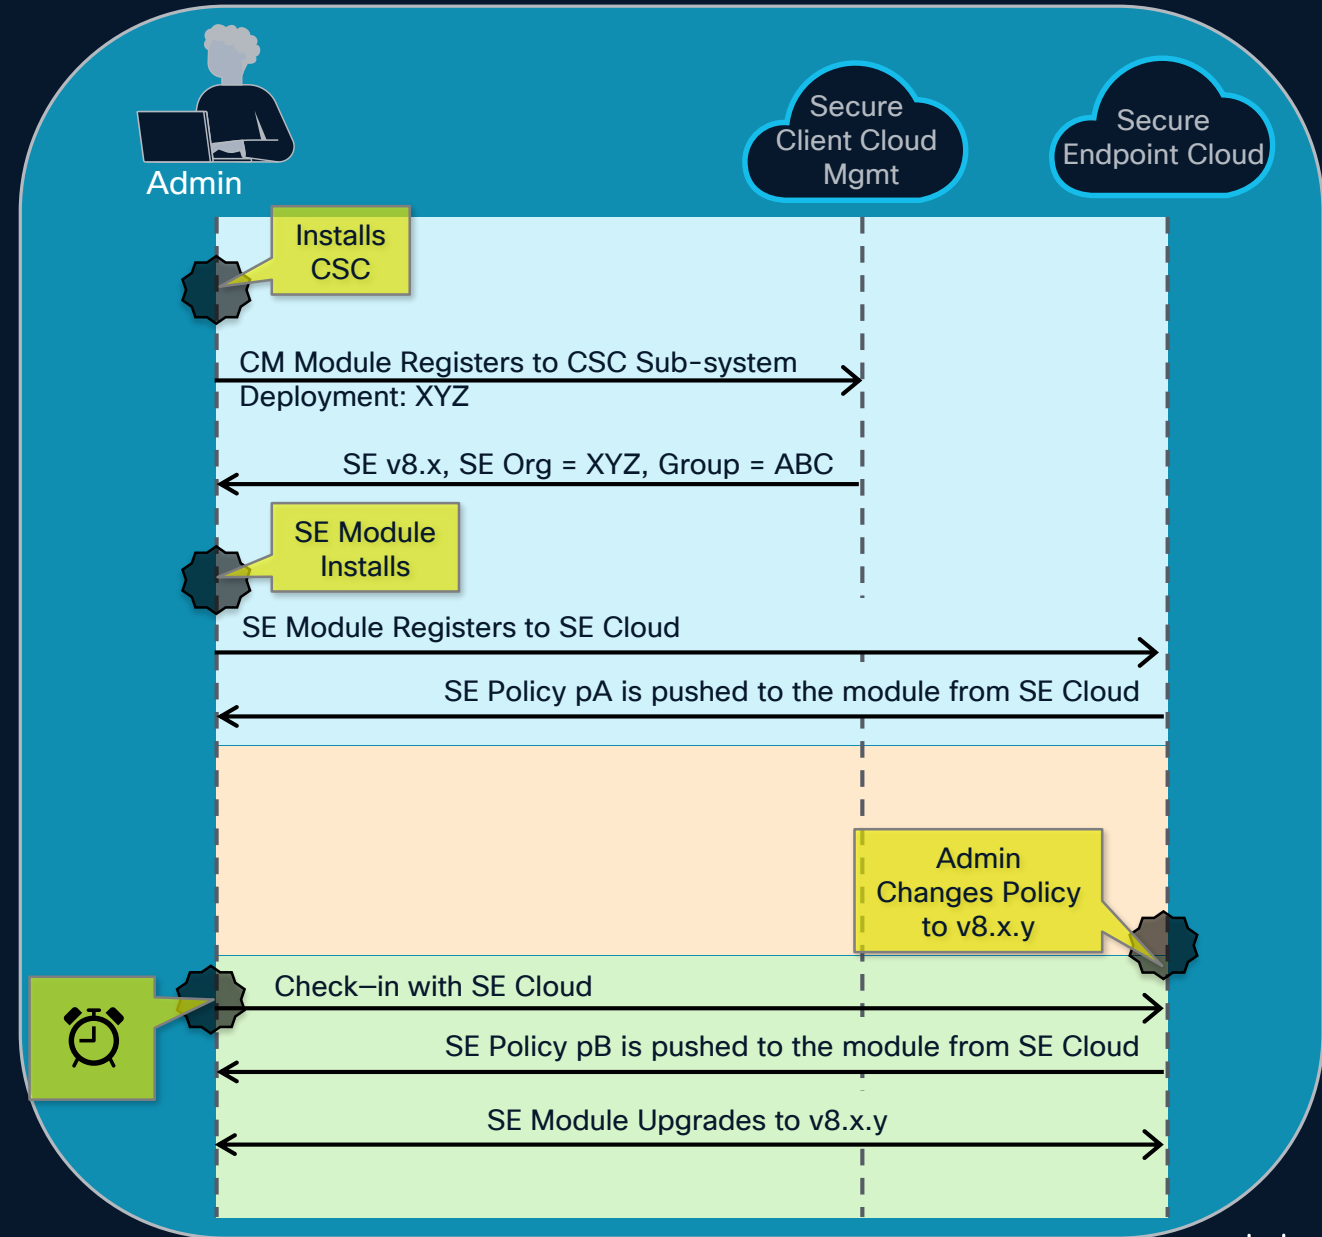 Admin
Secure
Client Cloud
Mgmt
Secure
Endpoint Cloud
Installs
CSC
CM Module Registers to CSC Sub-system
Deployment: XYZ
SE v8.x, SE Org = XYZ, Group = ABC
SE Module
Installs
SE Module Registers to SE Cloud
SE Policy pA is pushed to the module from SE Cloud
Admin
Changes Policy
to v8.x.y
Check–in with SE Cloud
SE Policy pB is pushed to the module from SE Cloud
SE Module Upgrades to v8.x.y